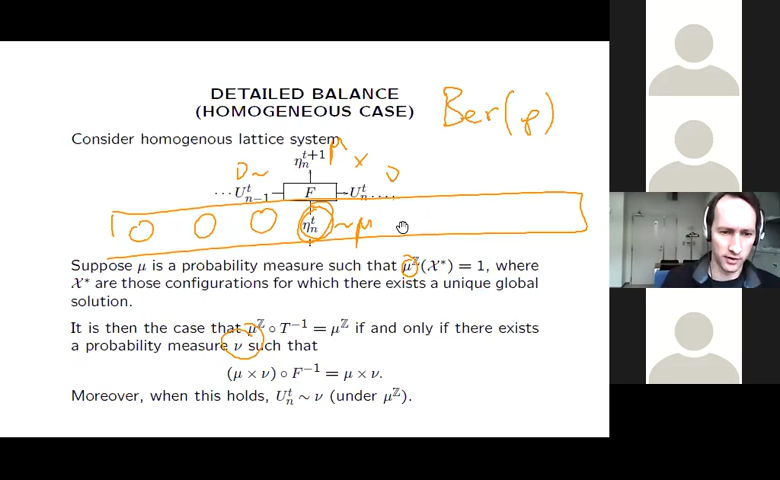 DETAILED BALANCE
(HOMOGENEOUS CASE)
Ber(p)
Consider homogenous lattice system
η_n^{t+1} μ ×
ν ~ ν
··· U_{n−1}^t F U_n^t ···
η_n^t ~ μ
Suppose μ is a probability measure such that μ^ℤ(𝒳*) = 1, where
𝒳* are those configurations for which there exists a unique global
solution.
It is then the case that μ^ℤ ∘ T^{−1} = μ^ℤ if and only if there exists
a probability measure ν such that
(μ × ν) ∘ F^{−1} = μ × ν.
Moreover, when this holds, U_n^t ∼ ν (under μ^ℤ).